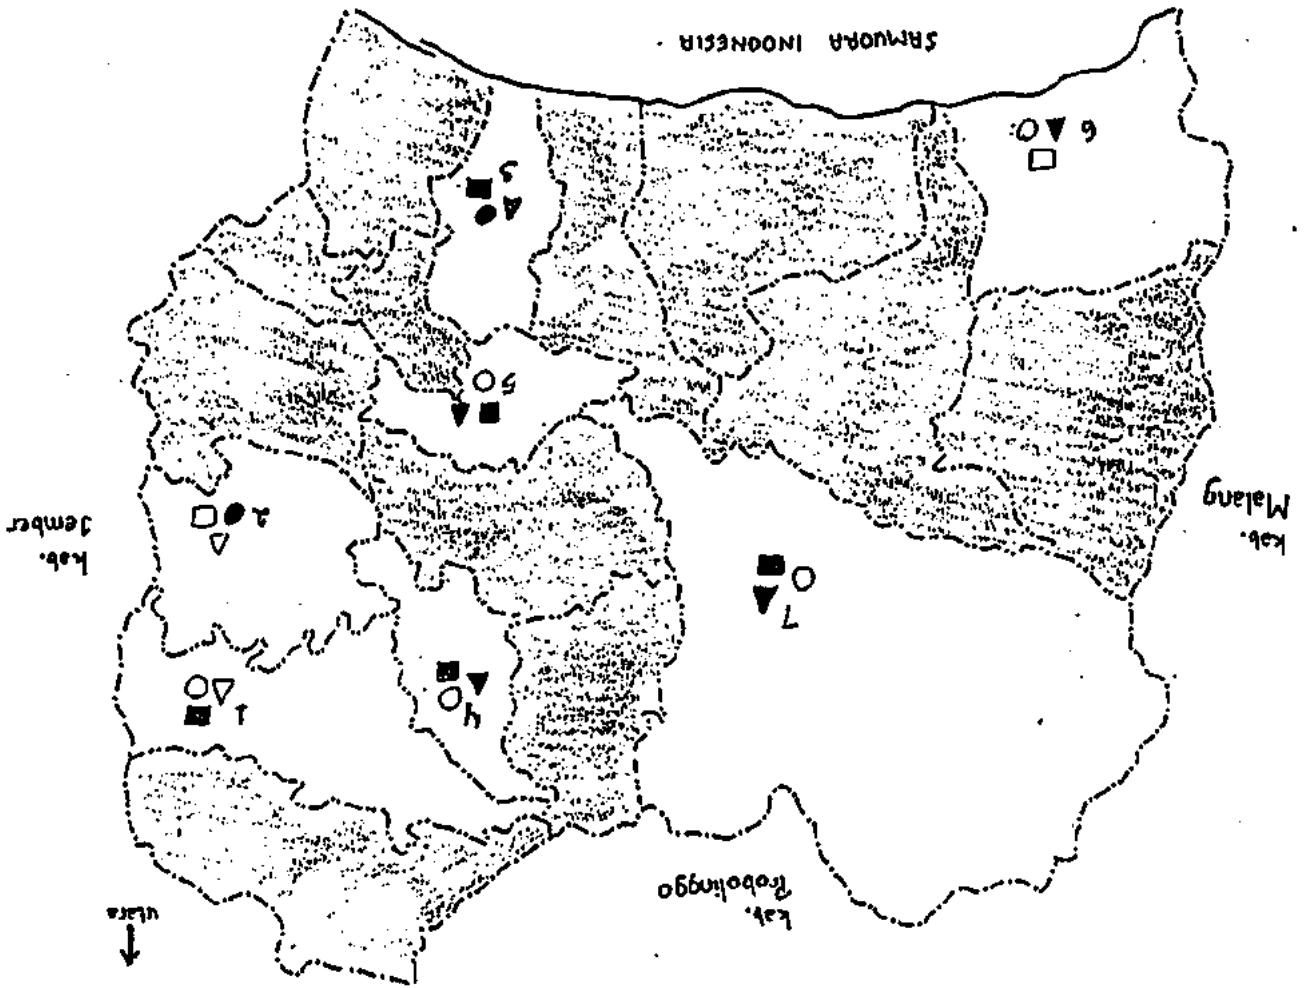 utara
kab.
Probolinggo
1
4
7
2
kab.
Jember
kab.
Malang
5
3
6
SAMUDRA INDONESIA